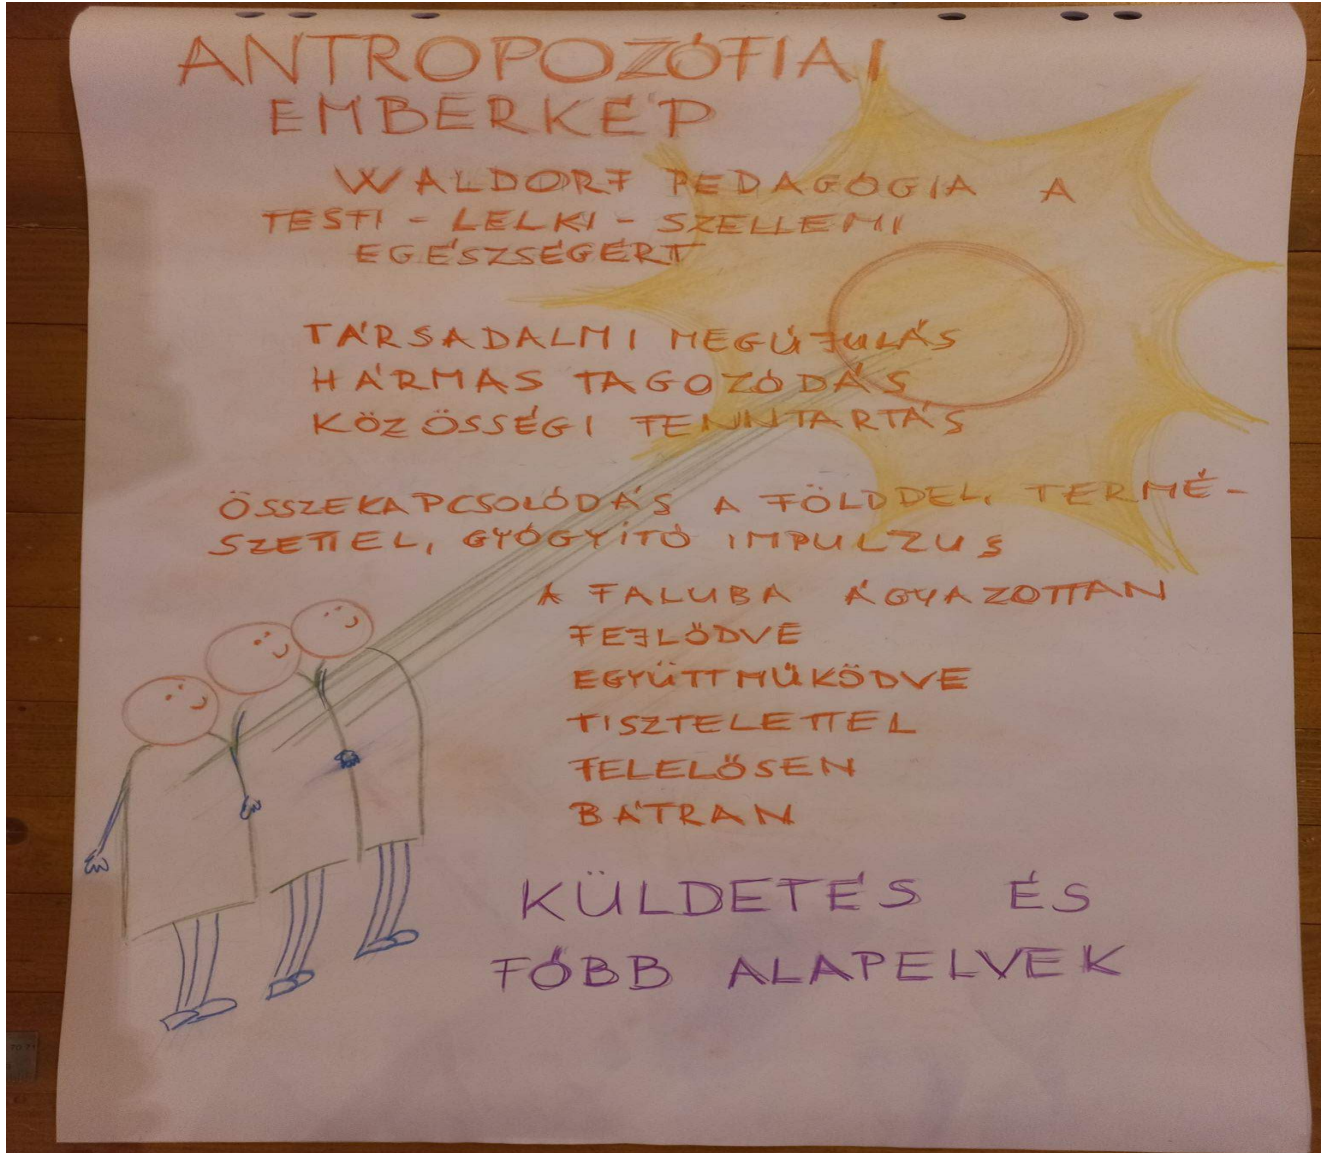 ANTROPOZÓFIAI
EMBERKÉP
WALDORF PEDAGÓGIA A
TESTI - LELKI - SZELLEMI
EGÉSZSÉGÉRT
TÁRSADALMI MEGÚJULÁS
HÁRMAS TAGOZÓDÁS
KÖZÖSSÉGI FENNTARTÁS
ÖSSZEKAPCSOLÓDÁS A FÖLDDEL, TERMÉ-
SZETTEL, GYÓGYÍTÓ IMPULZUS
A FALUBA ÁGYAZOTTAN
FEJLŐDVE
EGYÜTTMŰKÖDVE
TISZTELETTEL
FELELŐSEN
BÁTRAN
KÜLDETÉS ÉS
FŐBB ALAPELVEK